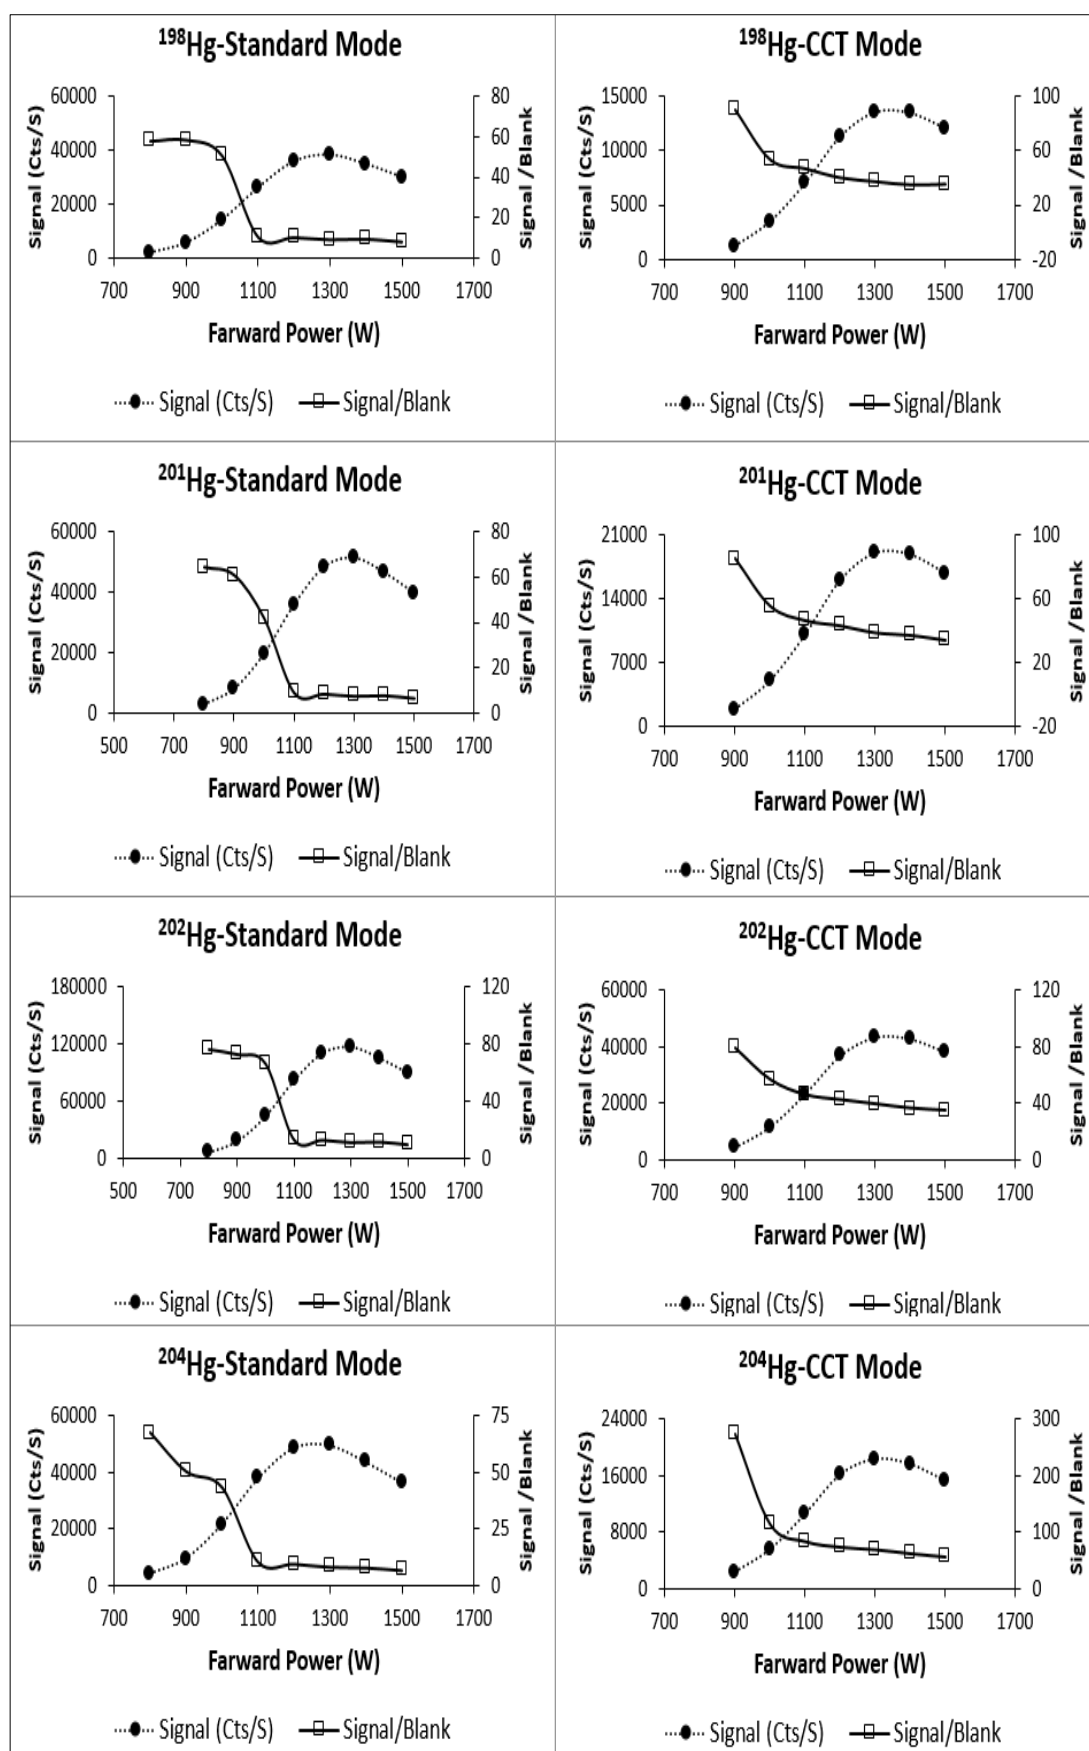 ¹⁹⁸Hg-Standard Mode
Signal (Cts/S)
60000
40000
20000
0
80
60
40
20
0
Signal /Blank
700 900 1100 1300 1500 1700
Farward Power (W)
Signal (Cts/S) Signal/Blank
¹⁹⁸Hg-CCT Mode
Signal (Cts/S)
15000
10000
5000
0
100
60
20
-20
Signal /Blank
700 900 1100 1300 1500 1700
Farward Power (W)
Signal (Cts/S) Signal/Blank
²⁰¹Hg-Standard Mode
Signal (Cts/S)
60000
40000
20000
0
80
60
40
20
0
Signal /Blank
500 700 900 1100 1300 1500 1700
Farward Power (W)
Signal (Cts/S) Signal/Blank
²⁰¹Hg-CCT Mode
Signal (Cts/S)
21000
14000
7000
0
100
60
20
-20
Signal /Blank
700 900 1100 1300 1500 1700
Farward Power (W)
Signal (Cts/S) Signal/Blank
²⁰²Hg-Standard Mode
Signal (Cts/S)
180000
120000
60000
0
120
80
40
0
Signal /Blank
500 700 900 1100 1300 1500 1700
Farward Power (W)
Signal (Cts/S) Signal/Blank
²⁰²Hg-CCT Mode
Signal (Cts/S)
60000
40000
20000
0
120
80
40
0
Signal /Blank
700 900 1100 1300 1500 1700
Farward Power (W)
Signal (Cts/S) Signal/Blank
²⁰⁴Hg-Standard Mode
Signal (Cts/S)
60000
40000
20000
0
75
50
25
0
Signal /Blank
700 900 1100 1300 1500 1700
Farward Power (W)
Signal (Cts/S) Signal/Blank
²⁰⁴Hg-CCT Mode
Signal (Cts/S)
24000
16000
8000
0
300
200
100
0
Signal /Blank
700 900 1100 1300 1500 1700
Farward Power (W)
Signal (Cts/S) Signal/Blank